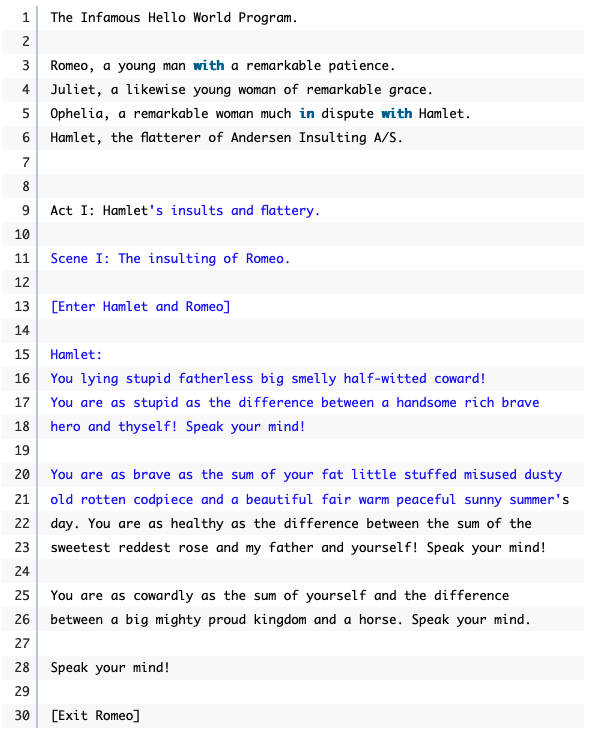 1 The Infamous Hello World Program.
2
3 Romeo, a young man with a remarkable patience.
4 Juliet, a likewise young woman of remarkable grace.
5 Ophelia, a remarkable woman much in dispute with Hamlet.
6 Hamlet, the flatterer of Andersen Insulting A/S.
7
8
9 Act I: Hamlet's insults and flattery.
10
11 Scene I: The insulting of Romeo.
12
13 [Enter Hamlet and Romeo]
14
15 Hamlet:
16 You lying stupid fatherless big smelly half-witted coward!
17 You are as stupid as the difference between a handsome rich brave
18 hero and thyself! Speak your mind!
19
20 You are as brave as the sum of your fat little stuffed misused dusty
21 old rotten codpiece and a beautiful fair warm peaceful sunny summer's
22 day. You are as healthy as the difference between the sum of the
23 sweetest reddest rose and my father and yourself! Speak your mind!
24
25 You are as cowardly as the sum of yourself and the difference
26 between a big mighty proud kingdom and a horse. Speak your mind.
27
28 Speak your mind!
29
30 [Exit Romeo]